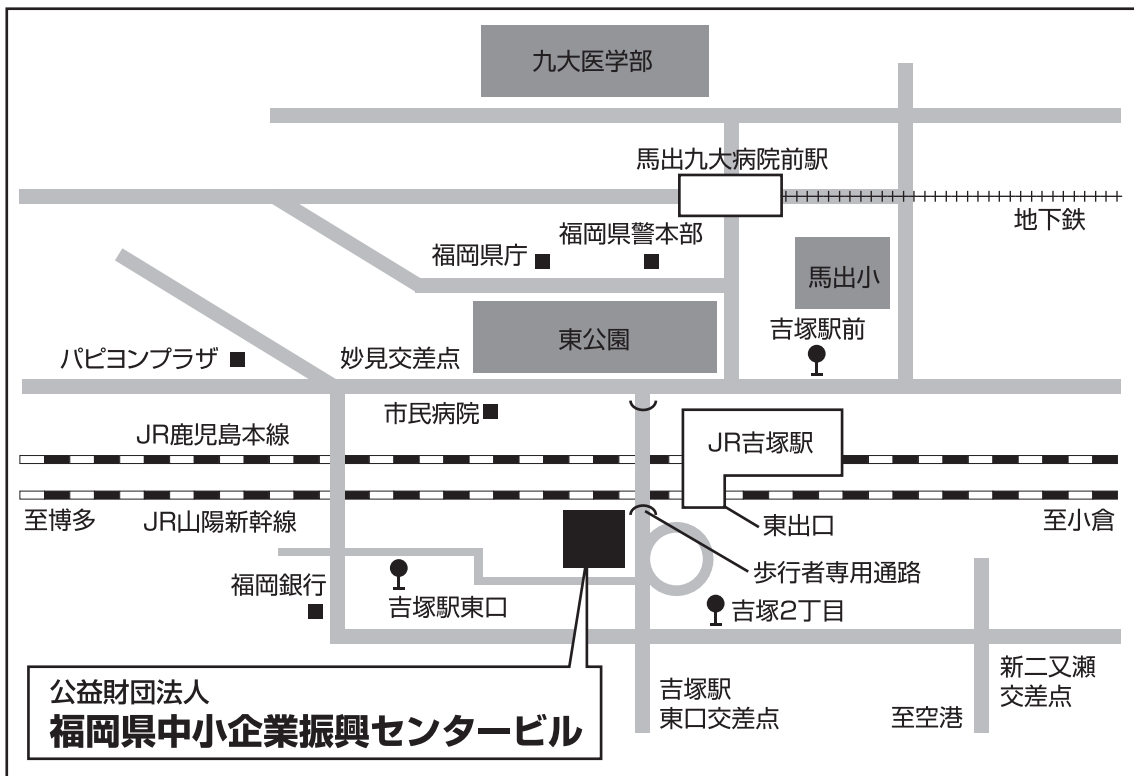 九大医学部
馬出九大病院前駅
地下鉄
福岡県警本部
福岡県庁
馬出小
吉塚駅前
東公園
パピヨンプラザ
妙見交差点
市民病院
JR鹿児島本線
JR吉塚駅
至博多
JR山陽新幹線
東出口
至小倉
歩行者専用通路
福岡銀行
吉塚駅東口
吉塚2丁目
公益財団法人
福岡県中小企業振興センタービル
吉塚駅
東口交差点
至空港
新二又瀬
交差点